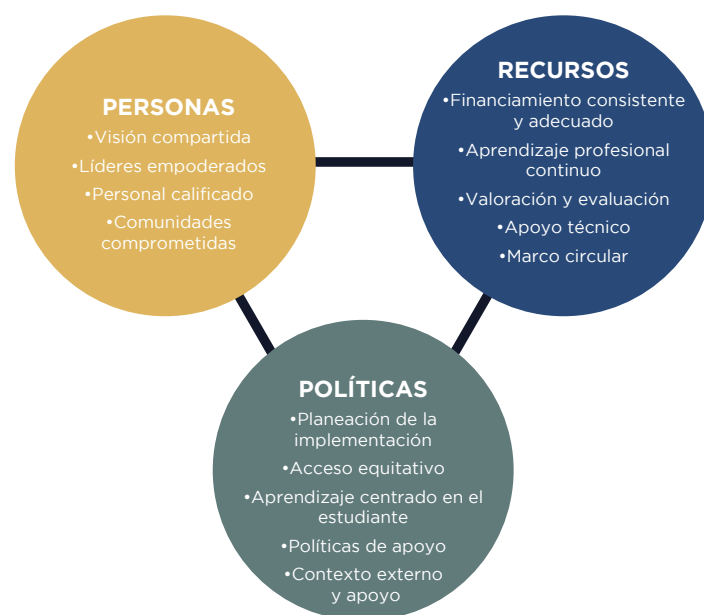 PERSONAS
•Visión compartida
•Líderes empoderados
•Personal calificado
•Comunidades
comprometidas
RECURSOS
•Financiamiento consistente
y adecuado
•Aprendizaje profesional
continuo
•Valoración y evaluación
•Apoyo técnico
•Marco circular
POLÍTICAS
•Planeación de la
implementación
•Acceso equitativo
•Aprendizaje centrado en el
estudiante
•Políticas de apoyo
•Contexto externo
y apoyo